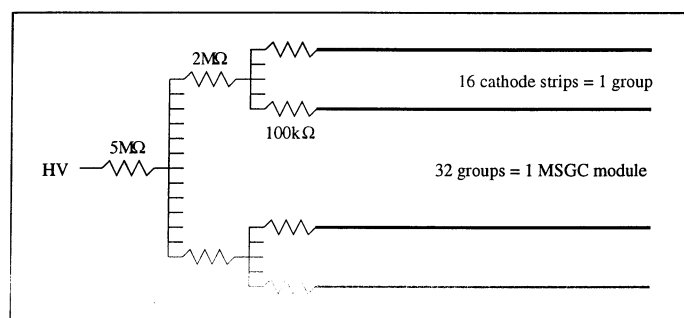 2MΩ
16 cathode strips = 1 group
100kΩ
5MΩ
HV
32 groups = 1 MSGC module